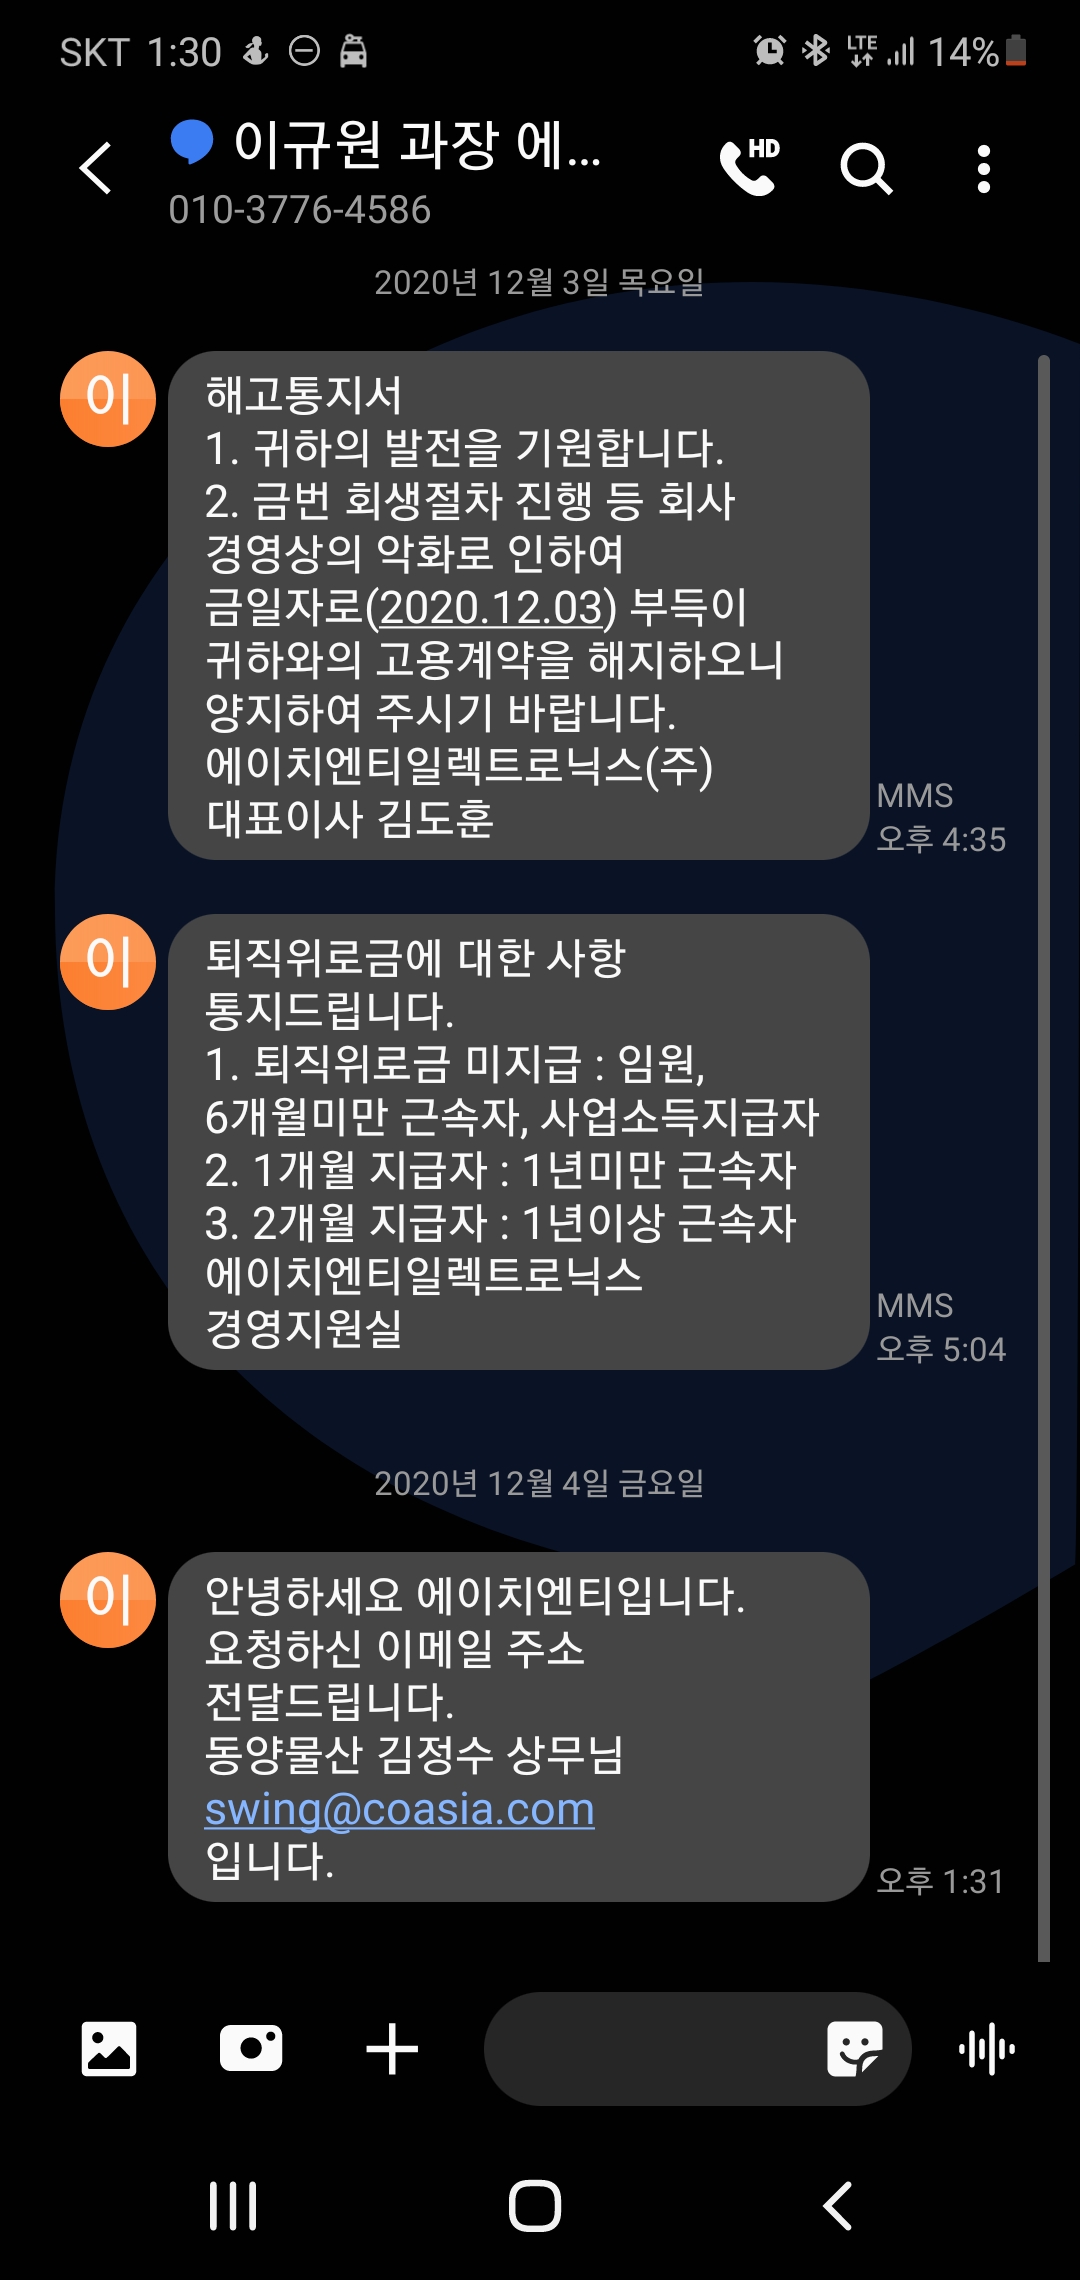 SKT 1:30
LTE 14%
이규원 과장 에...
HD
010-3776-4586
2020년 12월 3일 목요일
이
해고통지서
1. 귀하의 발전을 기원합니다.
2. 금번 회생절차 진행 등 회사
경영상의 악화로 인하여
금일자로(2020.12.03) 부득이
귀하와의 고용계약을 해지하오니
양지하여 주시기 바랍니다.
에이치엔티일렉트로닉스(주)
대표이사 김도훈
MMS
오후 4:35
이
퇴직위로금에 대한 사항
통지드립니다.
1. 퇴직위로금 미지급 : 임원,
6개월미만 근속자, 사업소득지급자
2. 1개월 지급자 : 1년미만 근속자
3. 2개월 지급자 : 1년이상 근속자
에이치엔티일렉트로닉스
경영지원실
MMS
오후 5:04
2020년 12월 4일 금요일
이
안녕하세요 에이치엔티입니다.
요청하신 이메일 주소
전달드립니다.
동양물산 김정수 상무님
swing@coasia.com
입니다.
오후 1:31